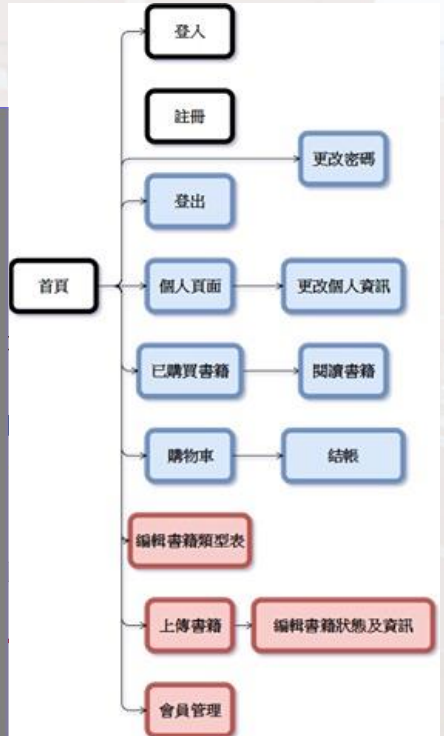 登入
註冊
更改密碼
登出
首頁
個人頁面
更改個人資訊
已購買書籍
閱讀書籍
購物車
結帳
編輯書籍類型表
上傳書籍
編輯書籍狀態及資訊
會員管理